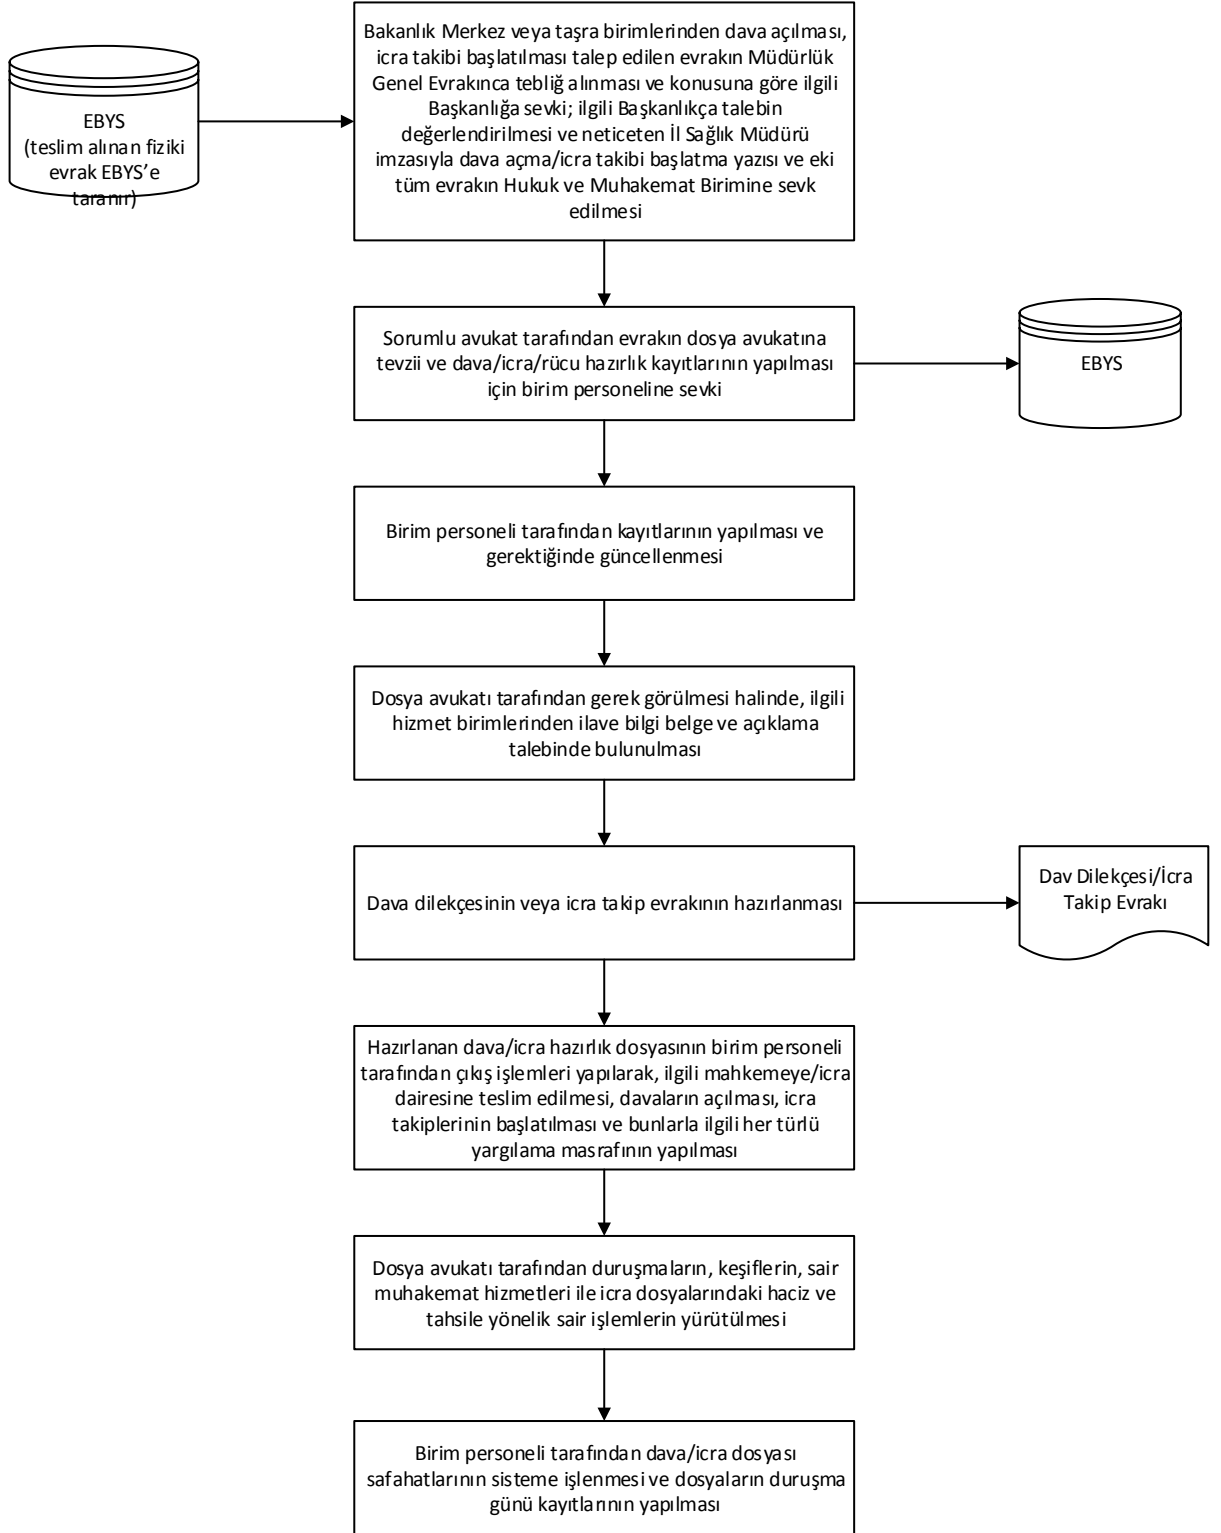 Bakanlık Merkez veya taşra birimlerinden dava açılması,
icra takibi başlatılması talep edilen evrakın Müdürlük
Genel Evrakınca tebliğ alınması ve konusuna göre ilgili
Başkanlığa sevki; ilgili Başkanlıkça talebin
değerlendirilmesi ve neticeten İl Sağlık Müdürü
imzasıyla dava açma/icra takibi başlatma yazısı ve eki
tüm evrakın Hukuk ve Muhakemat Birimine sevk
edilmesi
EBYS
(teslim alınan fiziki
evrak EBYS’e
taranır)
Sorumlu avukat tarafından evrakın dosya avukatına
tevzii ve dava/icra/rücu hazırlık kayıtlarının yapılması
için birim personeline sevki
EBYS
Birim personeli tarafından kayıtlarının yapılması ve
gerektiğinde güncellenmesi
Dosya avukatı tarafından gerek görülmesi halinde, ilgili
hizmet birimlerinden ilave bilgi belge ve açıklama
talebinde bulunulması
Dava dilekçesinin veya icra takip evrakının hazırlanması
Dav Dilekçesi/İcra
Takip Evrakı
Hazırlanan dava/icra hazırlık dosyasının birim personeli
tarafından çıkış işlemleri yapılarak, ilgili mahkemeye/icra
dairesine teslim edilmesi, davaların açılması, icra
takiplerinin başlatılması ve bunlarla ilgili her türlü
yargılama masrafının yapılması
Dosya avukatı tarafından duruşmaların, keşiflerin, sair
muhakemat hizmetleri ile icra dosyalarındaki haciz ve
tahsile yönelik sair işlemlerin yürütülmesi
Birim personeli tarafından dava/icra dosyası
safahatlarının sisteme işlenmesi ve dosyaların duruşma
günü kayıtlarının yapılması